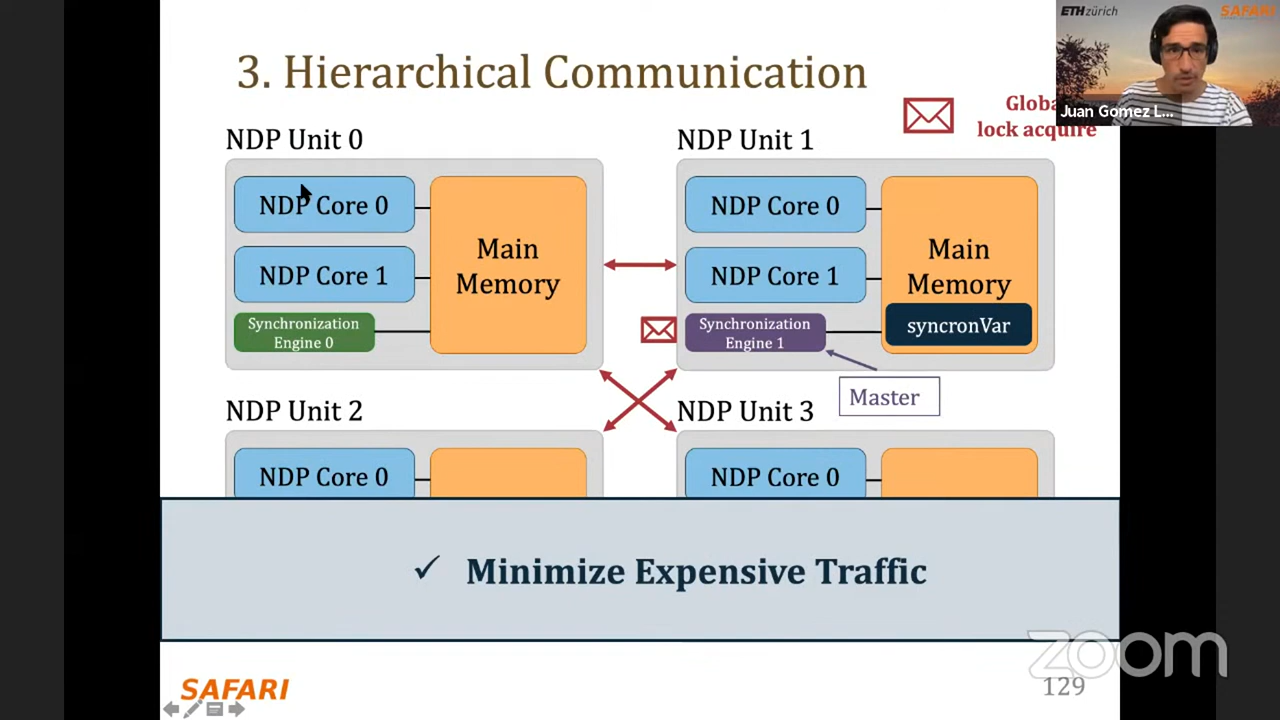 3. Hierarchical Communication
ETH zürich
SAFARI
Juan Gomez L...
Globa
lock acquire
NDP Unit 0
NDP Core 0
NDP Core 1
Synchronization
Engine 0
Main
Memory
NDP Unit 1
NDP Core 0
NDP Core 1
Synchronization
Engine 1
Main
Memory
syncronVar
Master
NDP Unit 2
NDP Core 0
NDP Unit 3
NDP Core 0
✓ Minimize Expensive Traffic
zoom
SAFARI
129